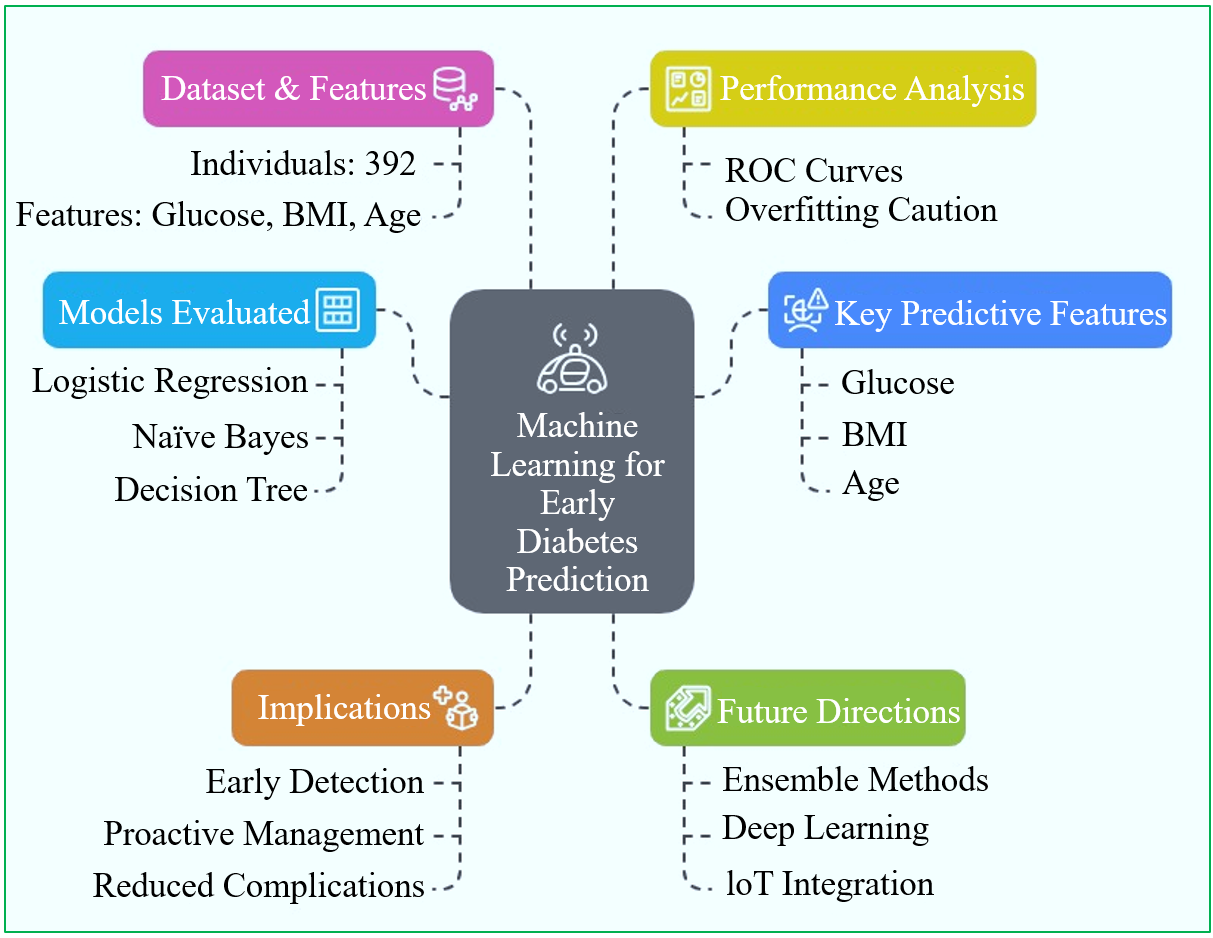 Dataset & Features
Individuals: 392
Features: Glucose, BMI, Age
Performance Analysis
ROC Curves
Overfitting Caution
Models Evaluated
Logistic Regression
Naïve Bayes
Decision Tree
Key Predictive Features
Glucose
BMI
Age
Machine
Learning for
Early
Diabetes
Prediction
Implications
Early Detection
Proactive Management
Reduced Complications
Future Directions
Ensemble Methods
Deep Learning
loT Integration